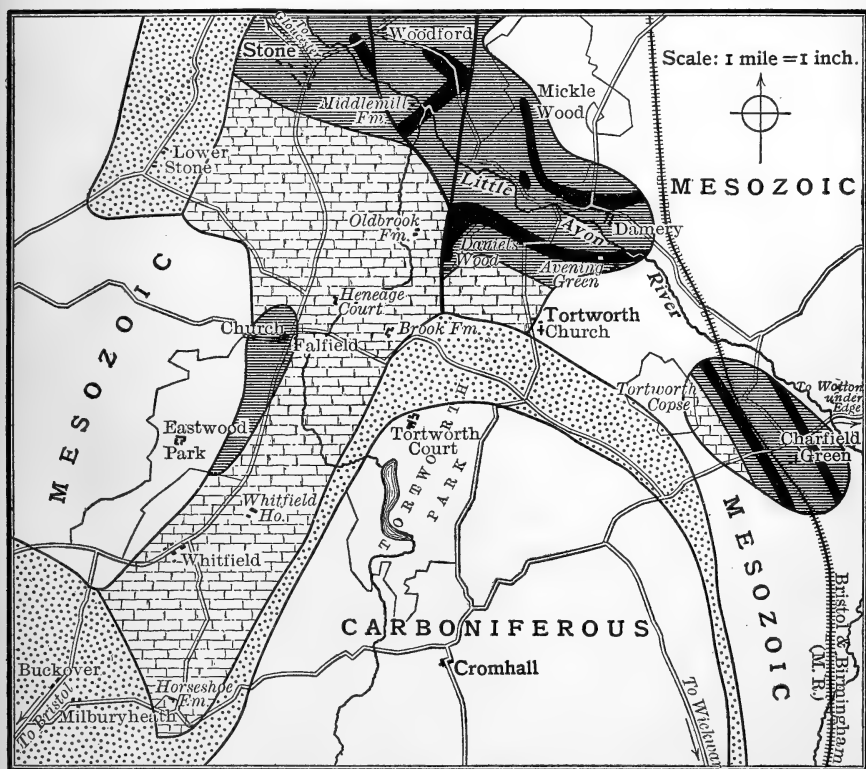 To
Gloucester
Stone
Woodford
Scale: 1 mile = 1 inch.
Middlemill
Fm.
Mickle
Wood
Lower
Stone
MESOZOIC
Little
Avon
River
Oldbrook
Fm.
Daniels
Wood
Damery
Avening
Green
MESOZOIC
Heneage
Court
Church
Falfield
Brook Fm.
Tortworth
Church
Tortworth
Copse
To Wotton
under
Edge
Eastwood
Park
Tortworth
Court
TORTWORTH
PARK
Charfield
Green
Whitfield
Ho.
Whitfield
MESOZOIC
CARBONIFEROUS
Cromhall
Bristol & Birmingham
(M.R.)
Buckover
To Bristol
Milburyheath
Horseshoe
Fm.
To Wickwar